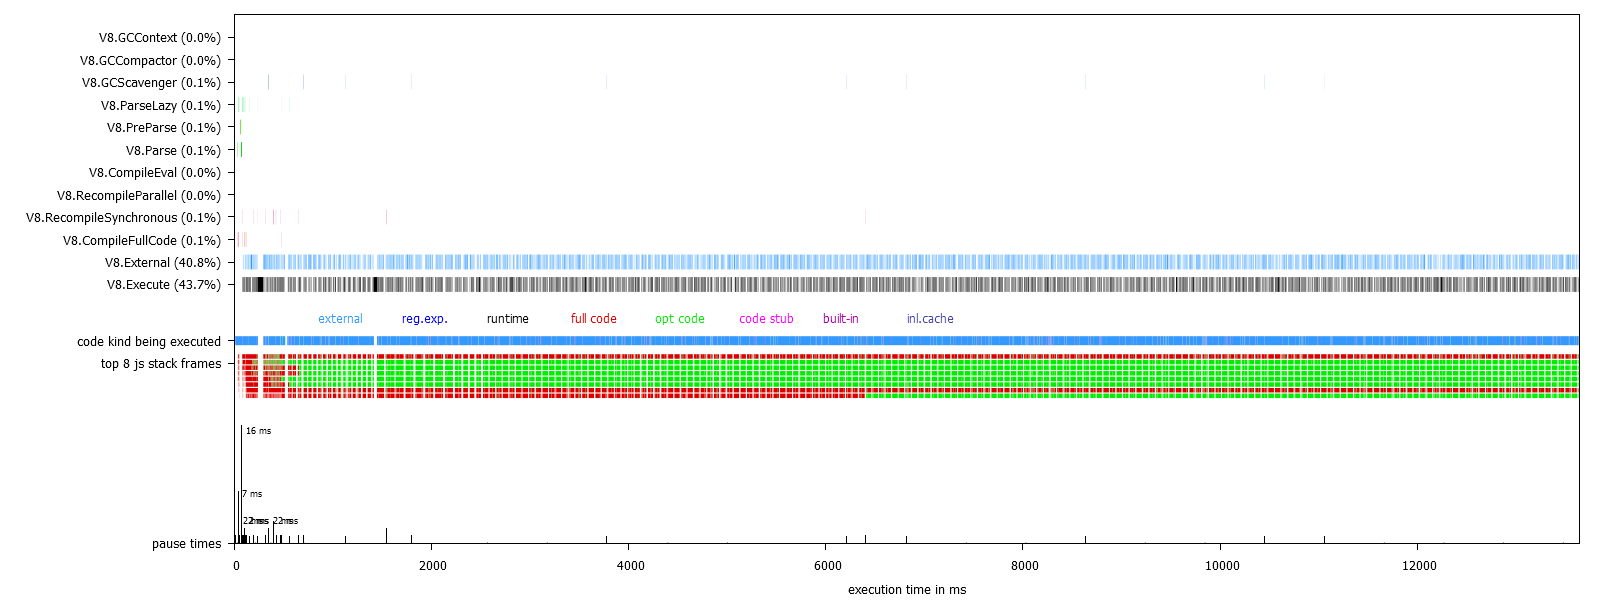 V8.GCContext (0.0%)
V8.GCCompactor (0.0%)
V8.GCScavenger (0.1%)
V8.ParseLazy (0.1%)
V8.PreParse (0.1%)
V8.Parse (0.1%)
V8.CompileEval (0.0%)
V8.RecompileParallel (0.0%)
V8.RecompileSynchronous (0.1%)
V8.CompileFullCode (0.1%)
V8.External (40.8%)
V8.Execute (43.7%)
external reg.exp. runtime full code opt code code stub built-in inl.cache
code kind being executed
top 8 js stack frames
16 ms
7 ms
pause times
0 2000 4000 6000 8000 10000 12000
execution time in ms